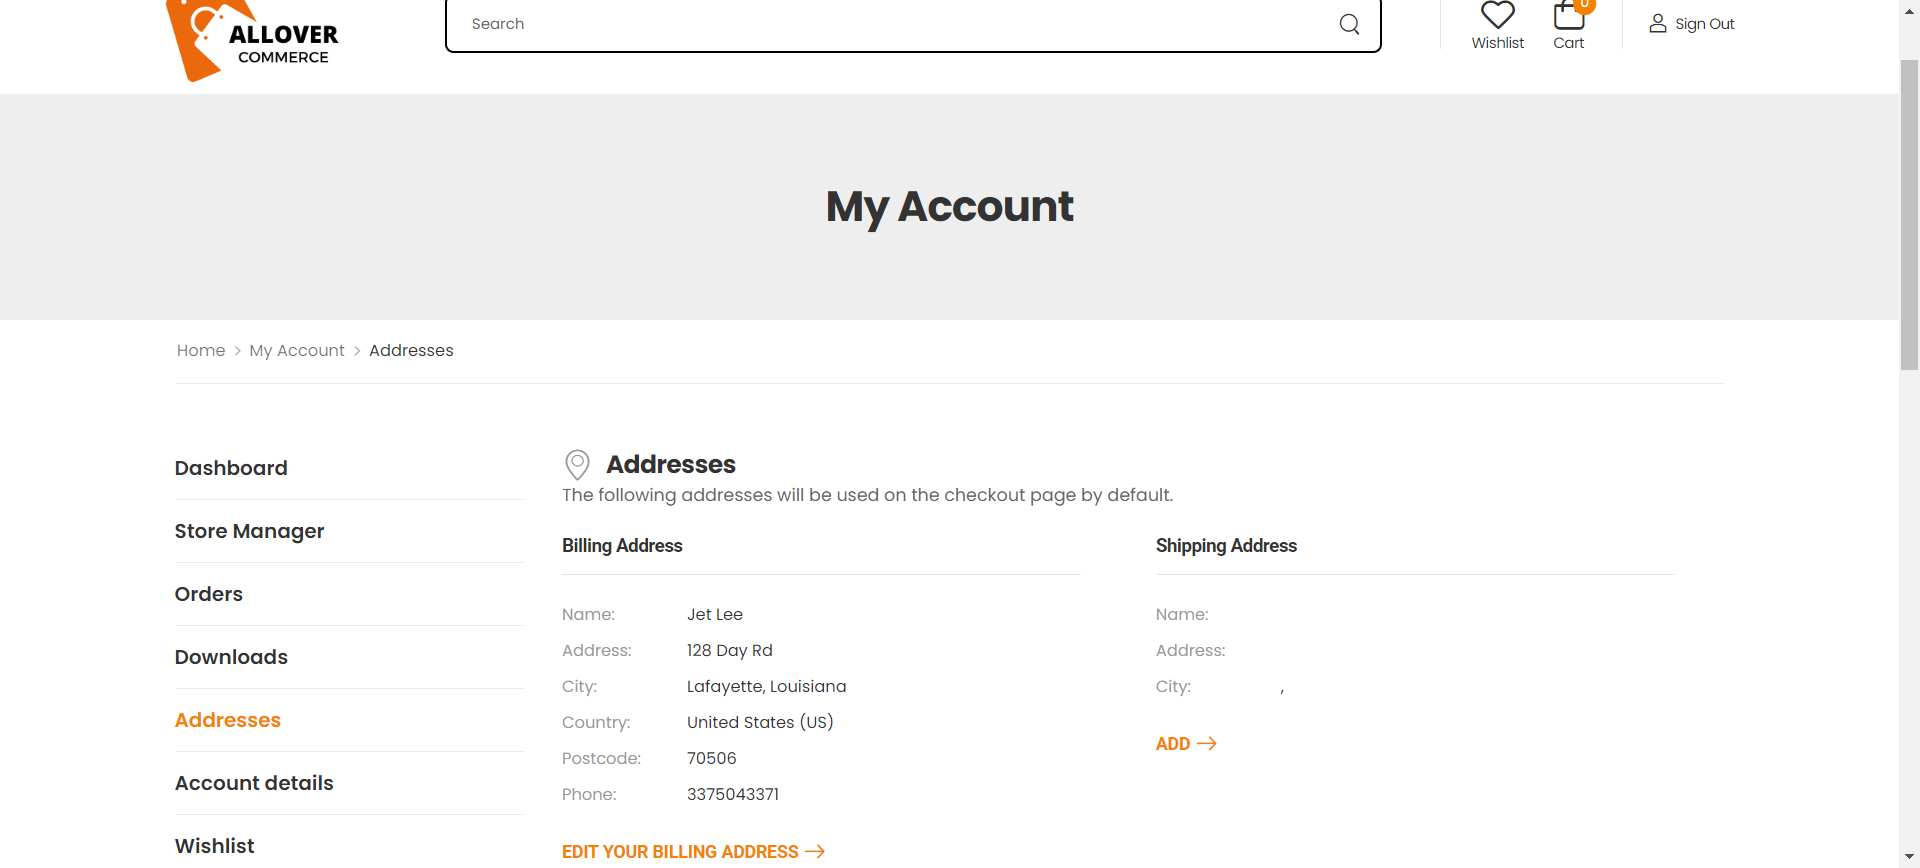 ALLOVER
COMMERCE
Search
0
Wishlist
Cart
Sign Out
My Account
Home > My Account > Addresses
Dashboard
Store Manager
Orders
Downloads
Addresses
Account details
Wishlist
Addresses
The following addresses will be used on the checkout page by default.
Billing Address
Name: Jet Lee
Address: 128 Day Rd
City: Lafayette, Louisiana
Country: United States (US)
Postcode: 70506
Phone: 3375043371
EDIT YOUR BILLING ADDRESS
Shipping Address
Name:
Address:
City: ,
ADD